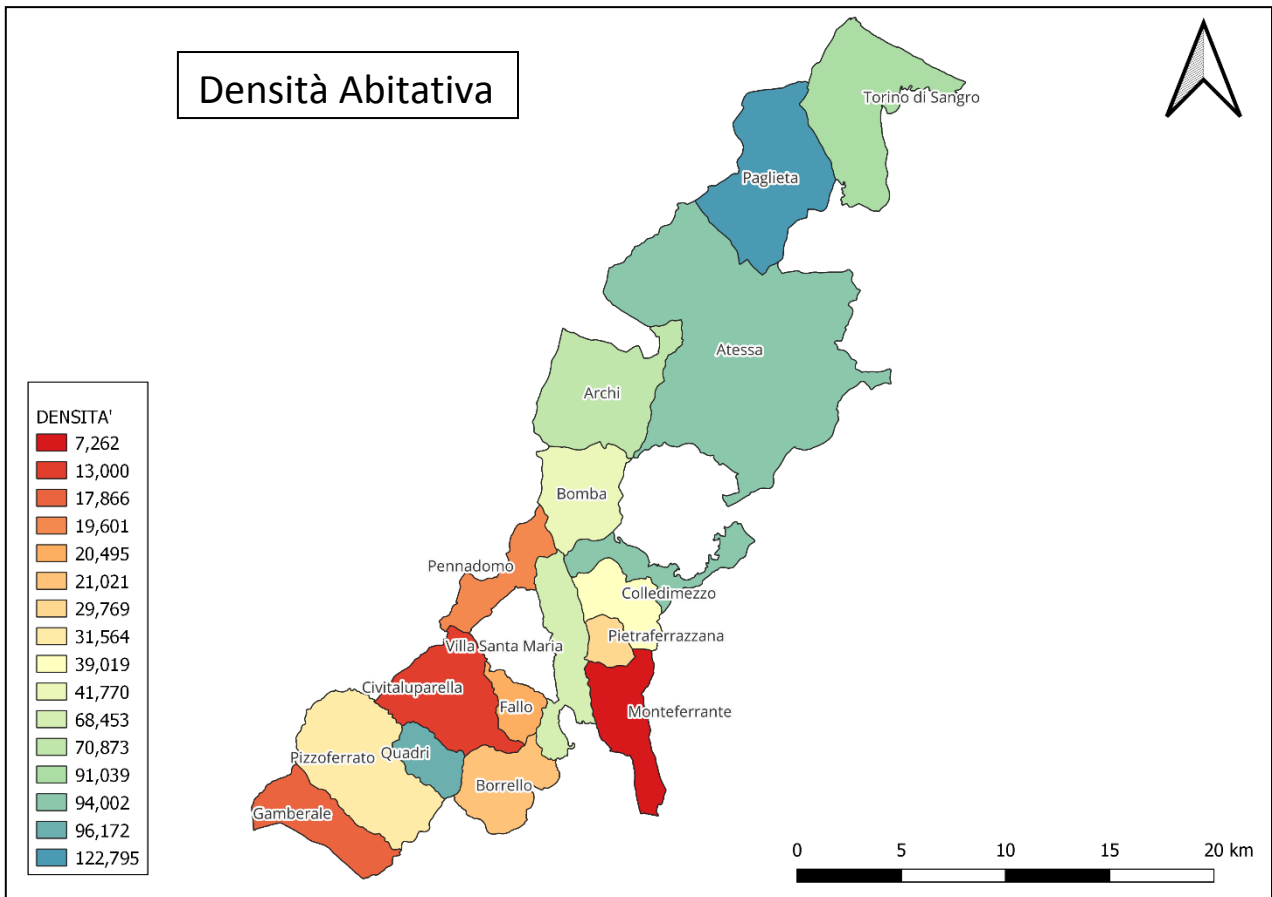 Densità Abitativa
Torino di Sangro
Paglieta
Atessa
Archi
Bomba
Pennadomo
Colledimezzo
Pietraferrazzana
Villa Santa Maria
Civitaluparella
Fallo
Monteferrante
Quadri
Pizzoferrato
Borrello
Gamberale
DENSITA'
7,262
13,000
17,866
19,601
20,495
21,021
29,769
31,564
39,019
41,770
68,453
70,873
91,039
94,002
96,172
122,795
0 5 10 15 20 km